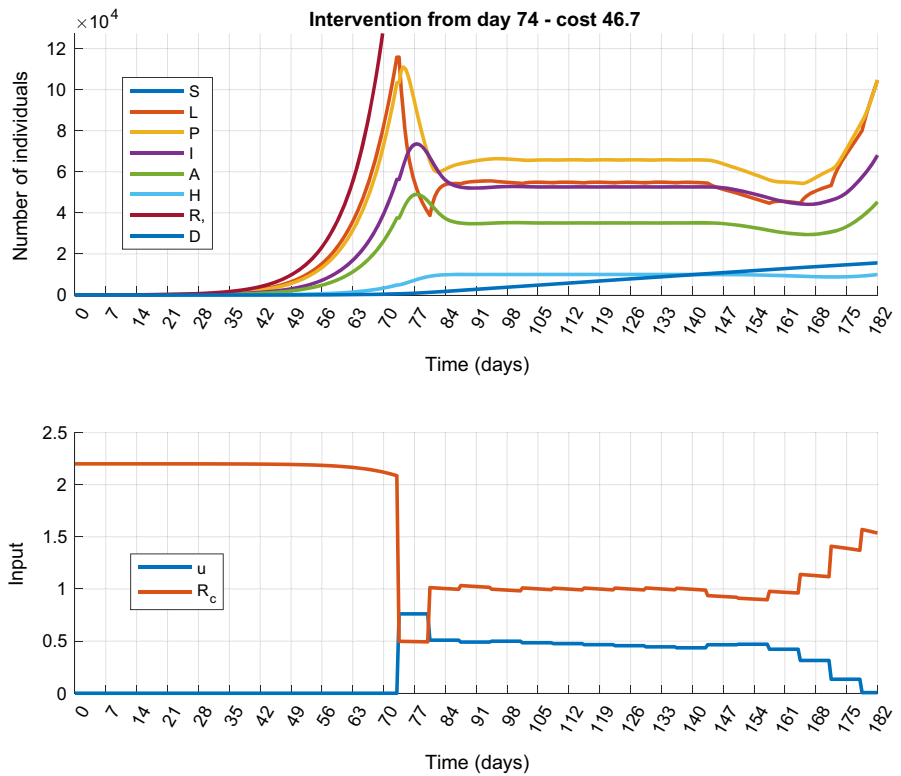 Intervention from day 74 - cost 46.7
×10⁴
Number of individuals
12
10
8
6
4
2
0
S
L
P
I
A
H
R,
D
0 7 14 21 28 35 42 49 56 63 70 77 84 91 98 105 112 119 126 133 140 147 154 161 168 175 182
Time (days)
Input
2.5
2
1.5
1
0.5
0
u
R_c
0 7 14 21 28 35 42 49 56 63 70 77 84 91 98 105 112 119 126 133 140 147 154 161 168 175 182
Time (days)